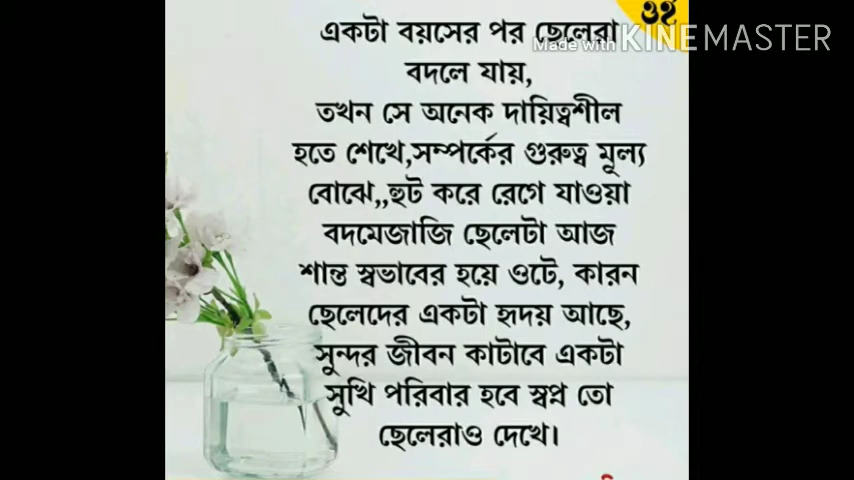 একটা বয়সের পর ছেলেরা
Made with KINEMASTER
বদলে যায়,
তখন সে অনেক দায়িত্বশীল
হতে শেখে,সম্পর্কের গুরুত্ব মূল্য
বোঝে,,হুট করে রেগে যাওয়া
বদমেজাজি ছেলেটা আজ
শান্ত স্বভাবের হয়ে ওটে, কারন
ছেলেদের একটা হৃদয় আছে,
সুন্দর জীবন কাটাবে একটা
সুখি পরিবার হবে স্বপ্ন তো
ছেলেরাও দেখে।